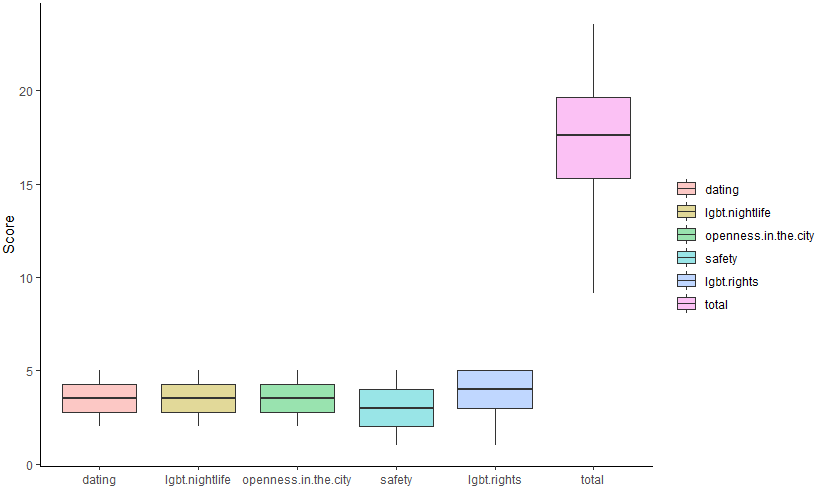 Score
20
15
10
5
0
dating lgbt.nightlife openness.in.the.city safety lgbt.rights total
dating
lgbt.nightlife
openness.in.the.city
safety
lgbt.rights
total